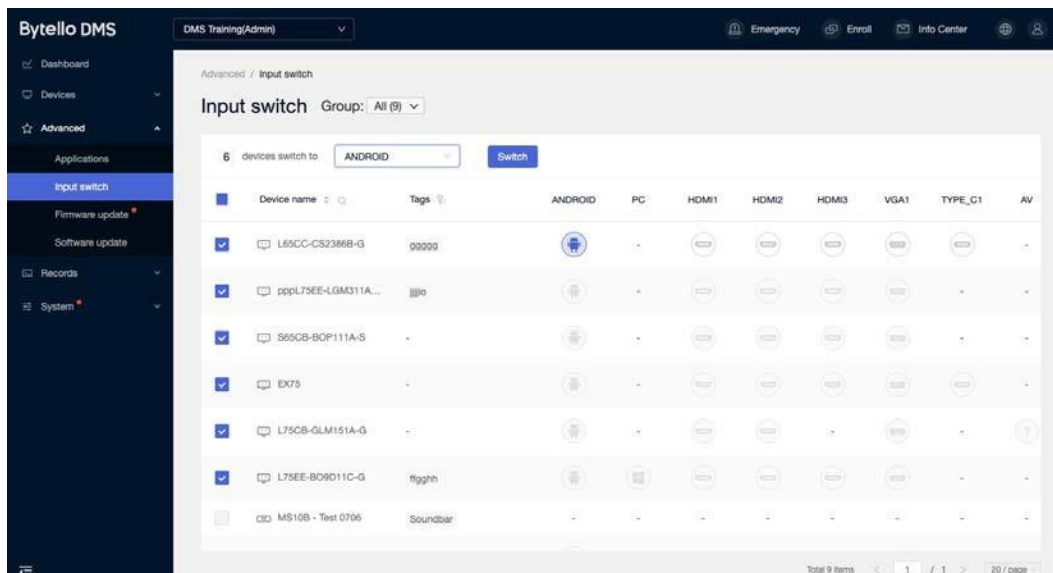 Bytello DMS
DMS Training(Admin)
Emergency
Enroll
Info Center
Dashboard
Devices
Advanced
Applications
Input switch
Firmware update
Software update
Records
System
Advanced / Input switch
Input switch Group: All (9)
6 devices switch to ANDROID Switch
Device name Tags ANDROID PC HDMI1 HDMI2 HDMI3 VGA1 TYPE_C1 AV
L65CC-CS2386B-G ggggg - -
pppL75EE-LGM311A... - - -
S65CB-BOP111A-S - - - -
EX75 - - -
L75CB-GLM151A-G - - - - ?
L75EE-BO9D11C-G ffgghh - -
MS10B - Test 0706 Soundbar - - - - - - - -
Total 9 items < 1 / 1 > 20 / page